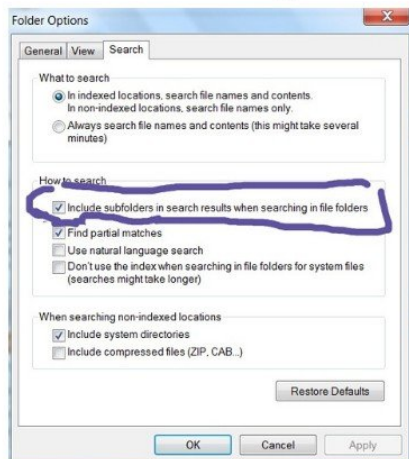 Folder Options
General View Search
What to search
In indexed locations, search file names and contents.
In non-indexed locations, search file names only.
Always search file names and contents (this might take several
minutes)
How to search
Include subfolders in search results when searching in file folders
Find partial matches
Use natural language search
Don't use the index when searching in file folders for system files
(searches might take longer)
When searching non-indexed locations
Include system directories
Include compressed files (ZIP, CAB...)
Restore Defaults
OK Cancel Apply